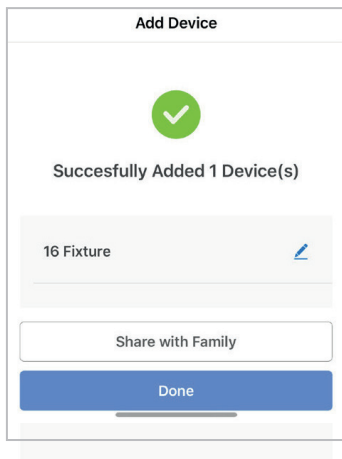 Add Device
Succesfully Added 1 Device(s)
16 Fixture
Share with Family
Done